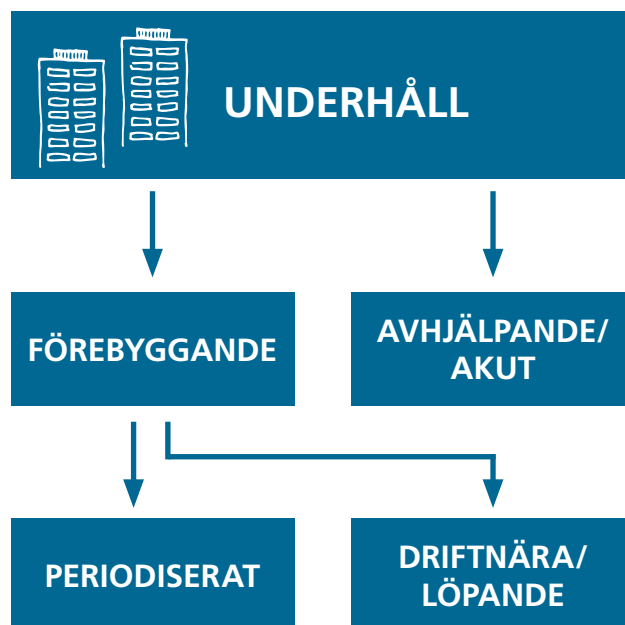 UNDERHÅLL
FÖREBYGGANDE
AVHJÄLPANDE/
AKUT
PERIODISERAT
DRIFTNÄRA/
LÖPANDE